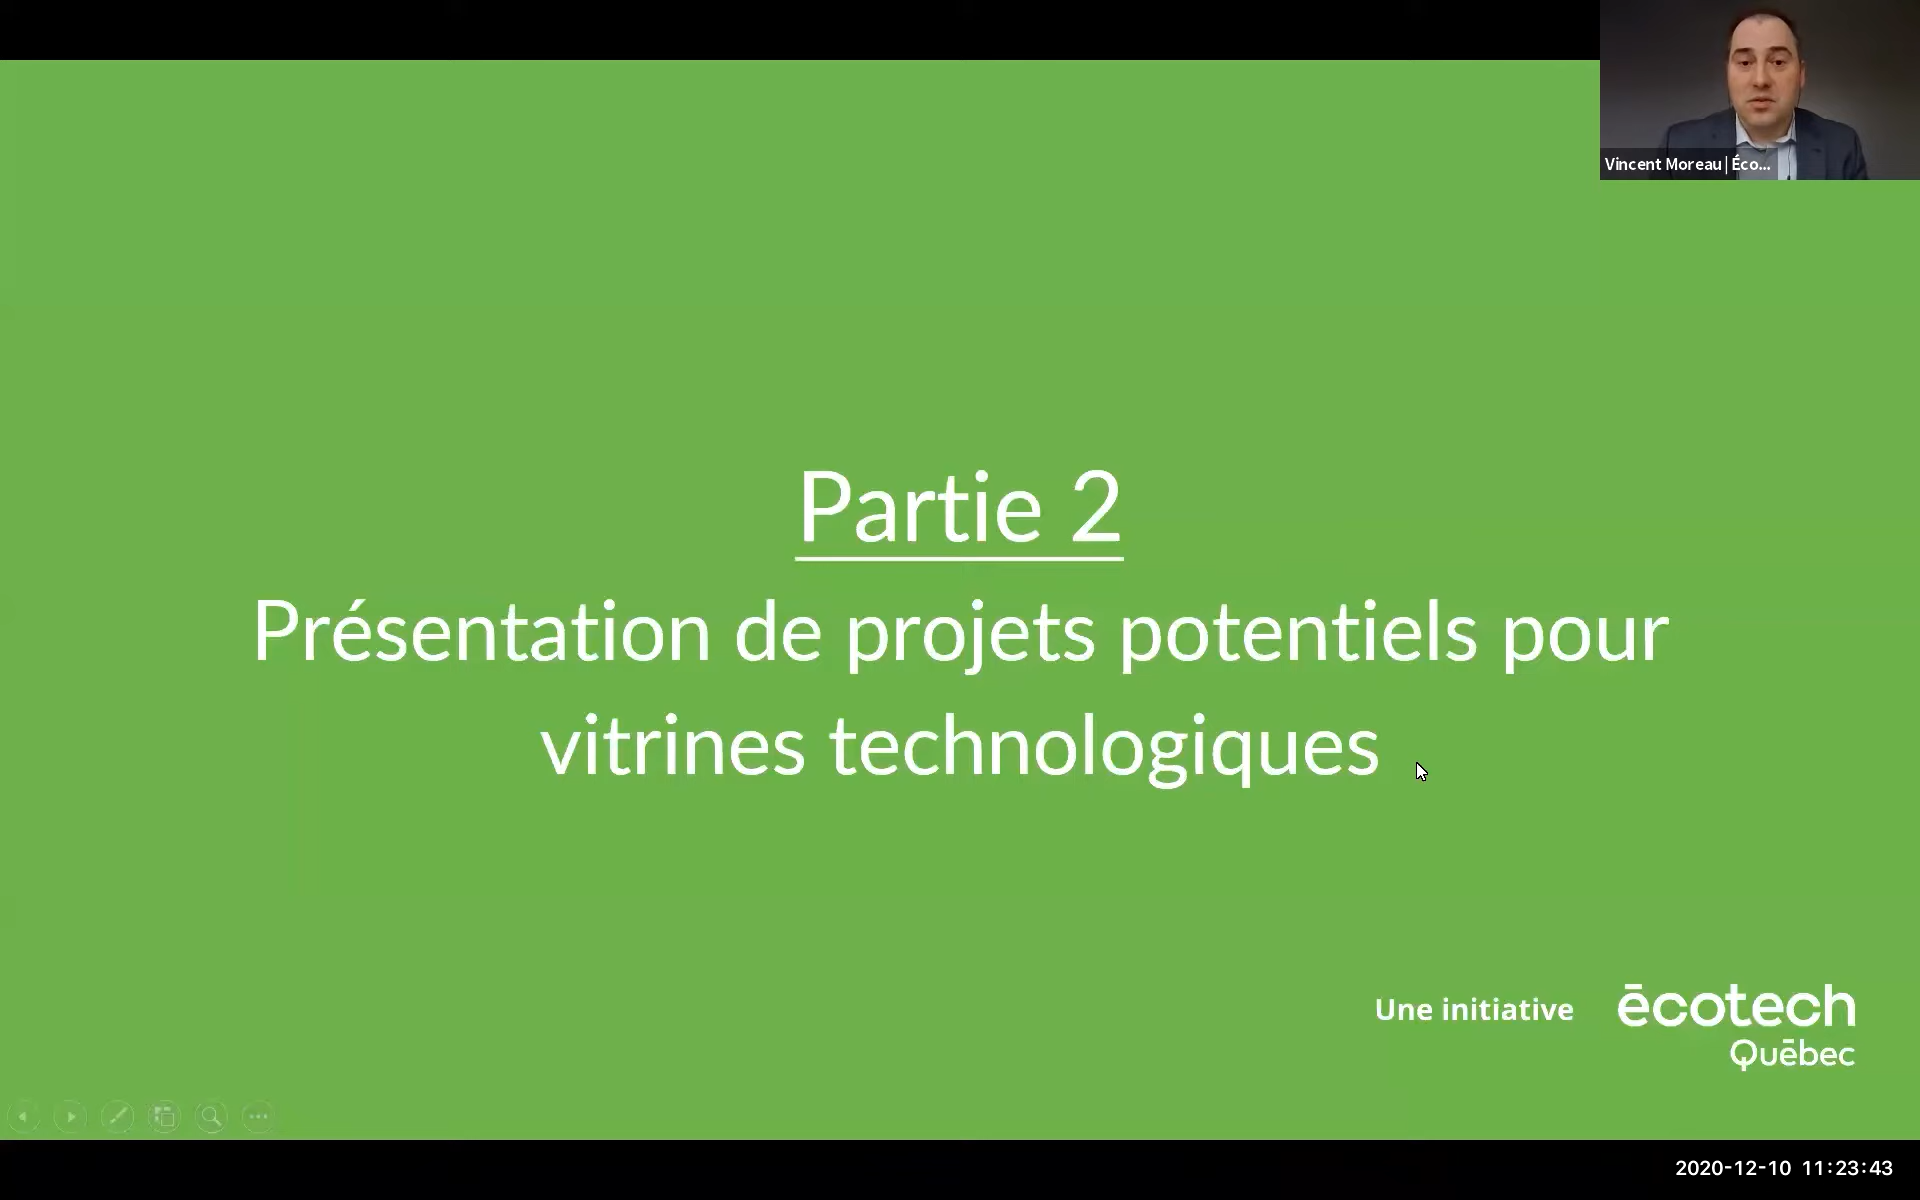 Vincent Moreau | Éco...
Partie 2
Présentation de projets potentiels pour
vitrines technologiques
Une initiative
ēcotech
Quēbec
2020-12-10 11:23:43